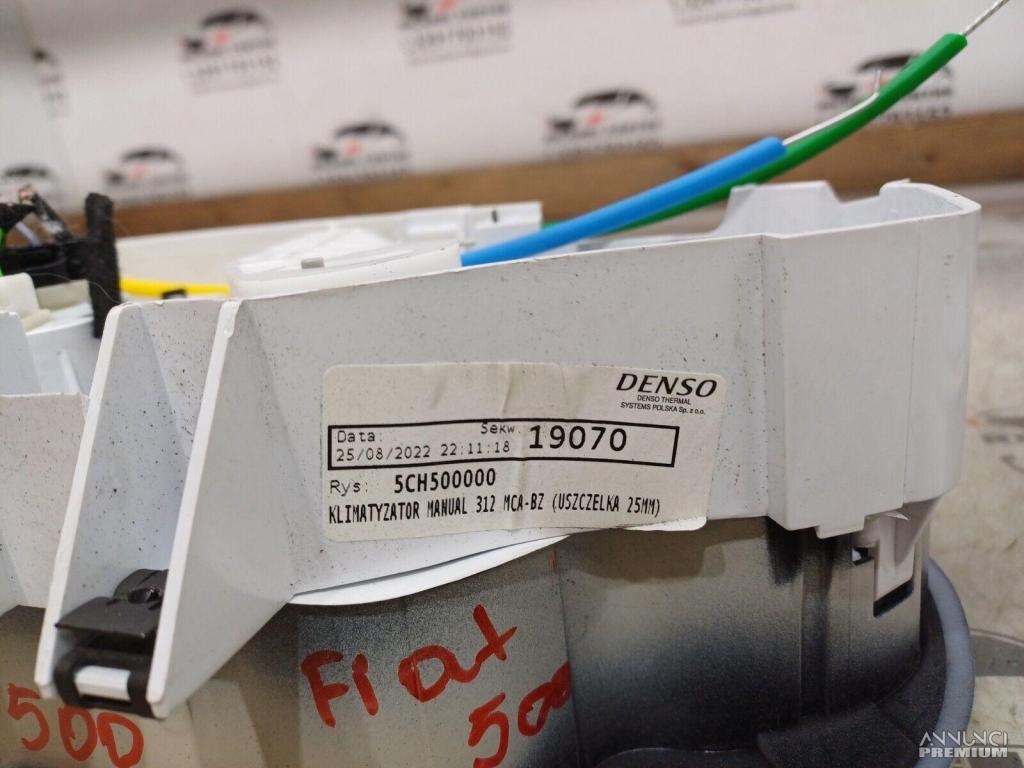 DENSO
DENSO THERMAL
SYSTEMS POLSKA Sp. z o.o.
Data: Sekw.
25/08/2022 22:11:18 19070
Rys: 5CH500000
KLIMATYZATOR MANUAL 312 MCA-BZ (USZCZELKA 25MM)
Fiat
500
500
ANNUNCI
PREMIUM